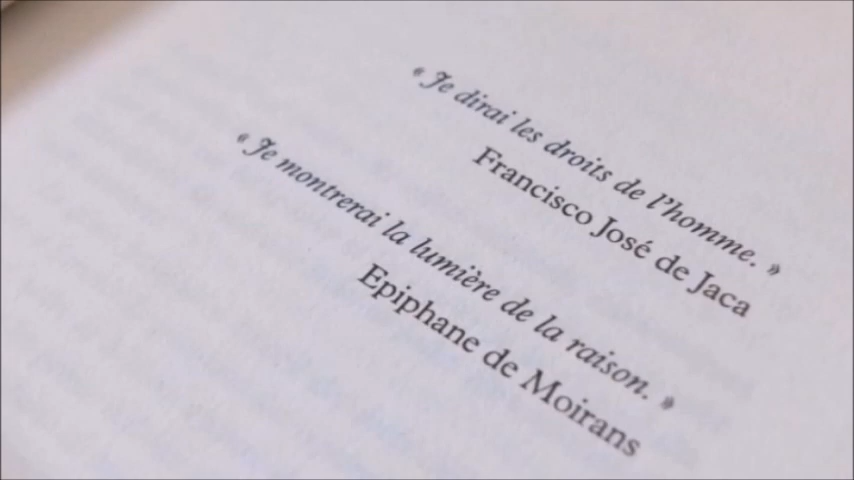 « Je dirai les droits de l'homme. »
Francisco José de Jaca
« Je montrerai la lumière de la raison. »
Epiphane de Moirans